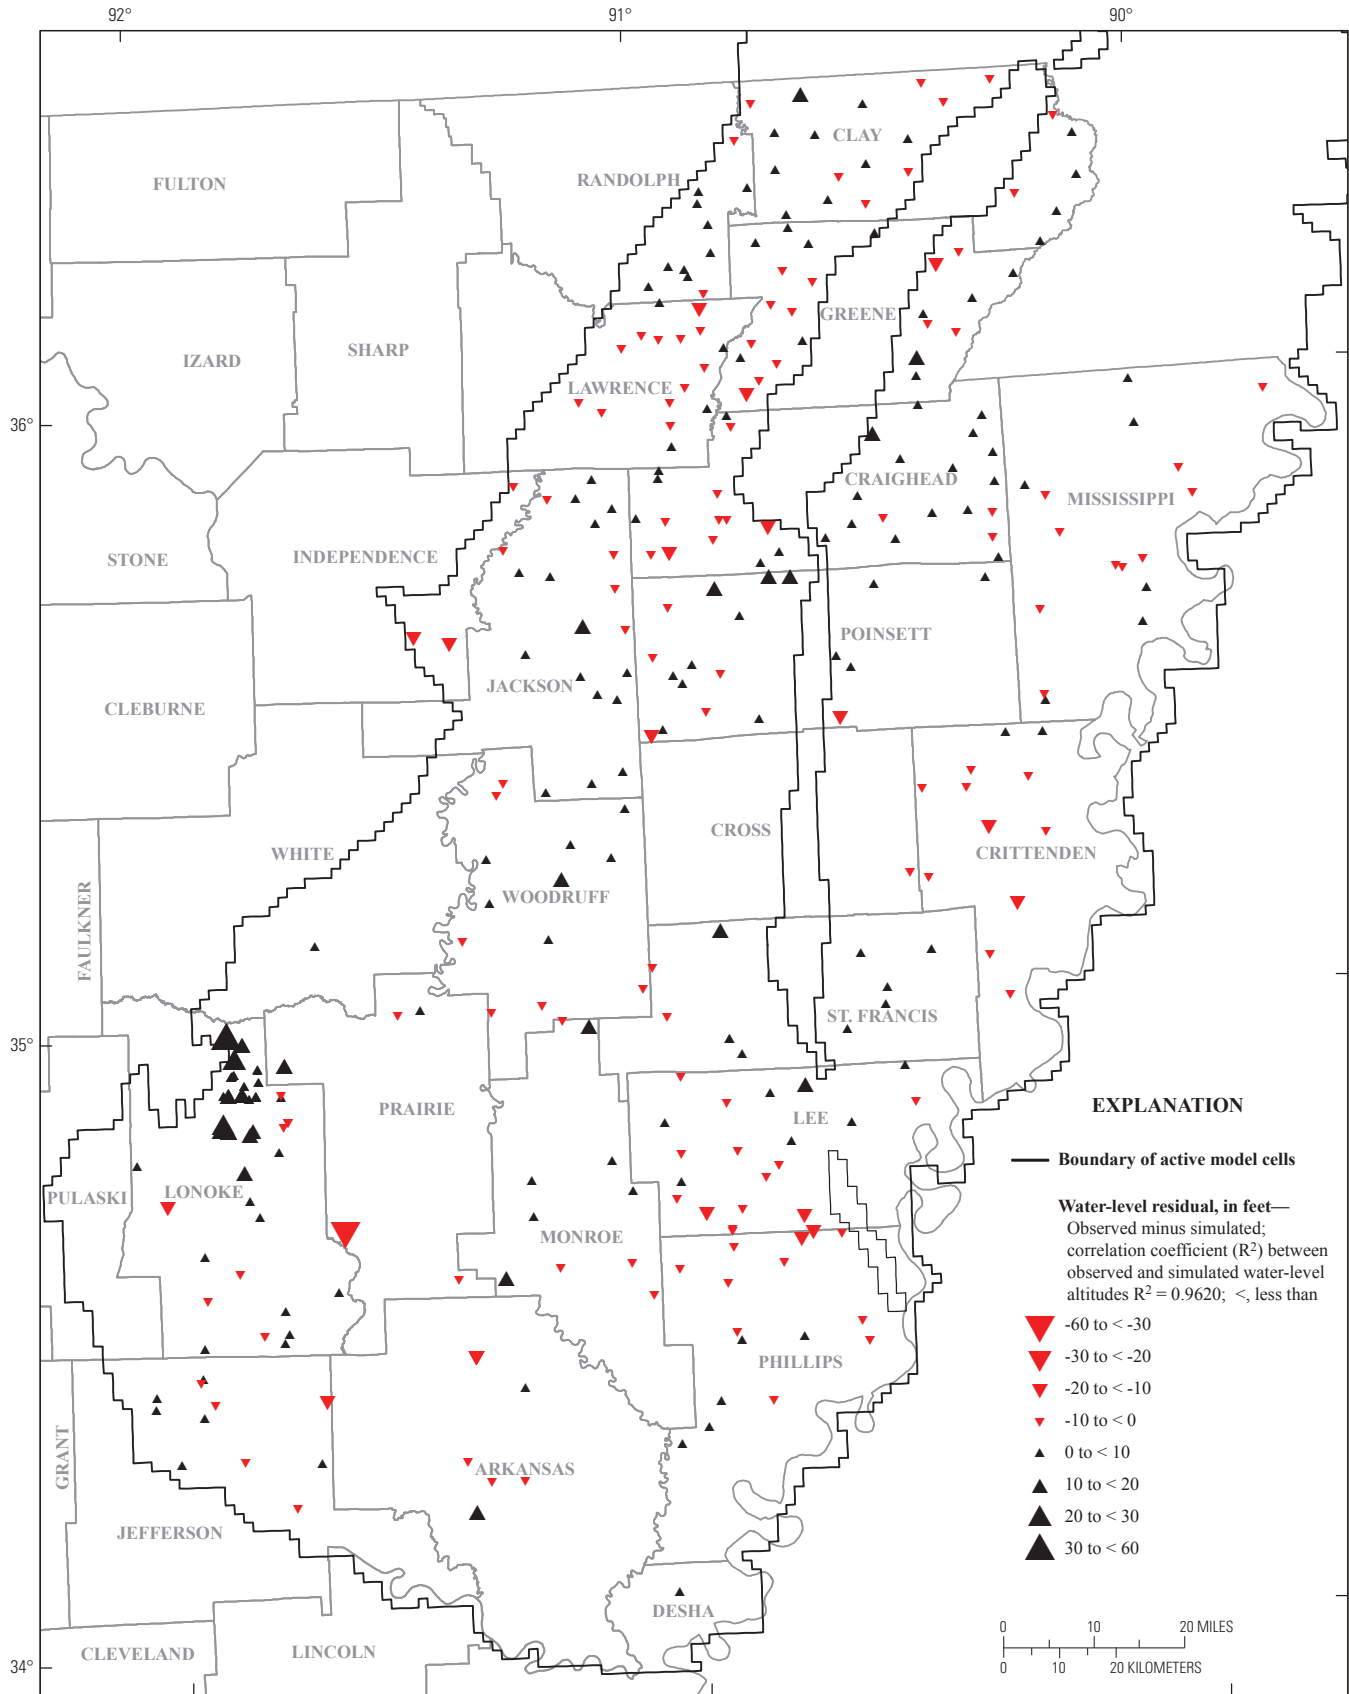 92°
91°
90°
36°
35°
34°
FULTON
RANDOLPH
CLAY
IZARD
SHARP
LAWRENCE
GREENE
STONE
INDEPENDENCE
CRAIGHEAD
MISSISSIPPI
CLEBURNE
JACKSON
POINSETT
FAULKNER
WHITE
WOODRUFF
CROSS
CRITTENDEN
ST. FRANCIS
PULASKI
LONOKE
PRAIRIE
MONROE
LEE
PHILLIPS
GRANT
JEFFERSON
ARKANSAS
DESHA
CLEVELAND
LINCOLN
EXPLANATION
Boundary of active model cells
Water-level residual, in feet—
Observed minus simulated;
correlation coefficient (R²) between
observed and simulated water-level
altitudes R² = 0.9620; <, less than
-60 to < -30
-30 to < -20
-20 to < -10
-10 to < 0
0 to < 10
10 to < 20
20 to < 30
30 to < 60
0 10 20 MILES
0 10 20 KILOMETERS